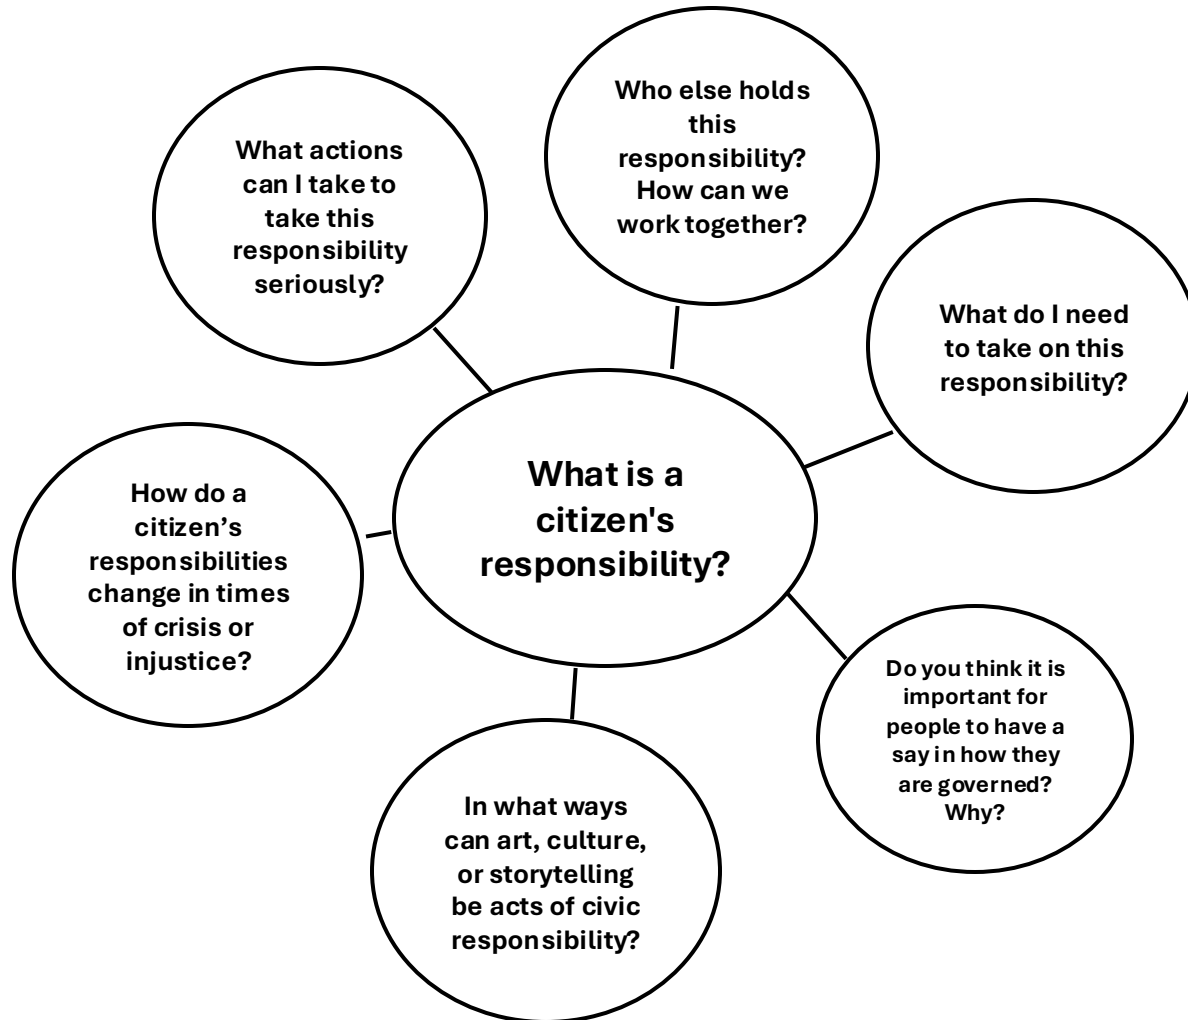 Who else holds
this
responsibility?
How can we
work together?
What actions
can I take to
take this
responsibility
seriously?
What do I need
to take on this
responsibility?
What is a
citizen's
responsibility?
How do a
citizen’s
responsibilities
change in times
of crisis or
injustice?
Do you think it is
important for
people to have a
say in how they
are governed?
Why?
In what ways
can art, culture,
or storytelling
be acts of civic
responsibility?